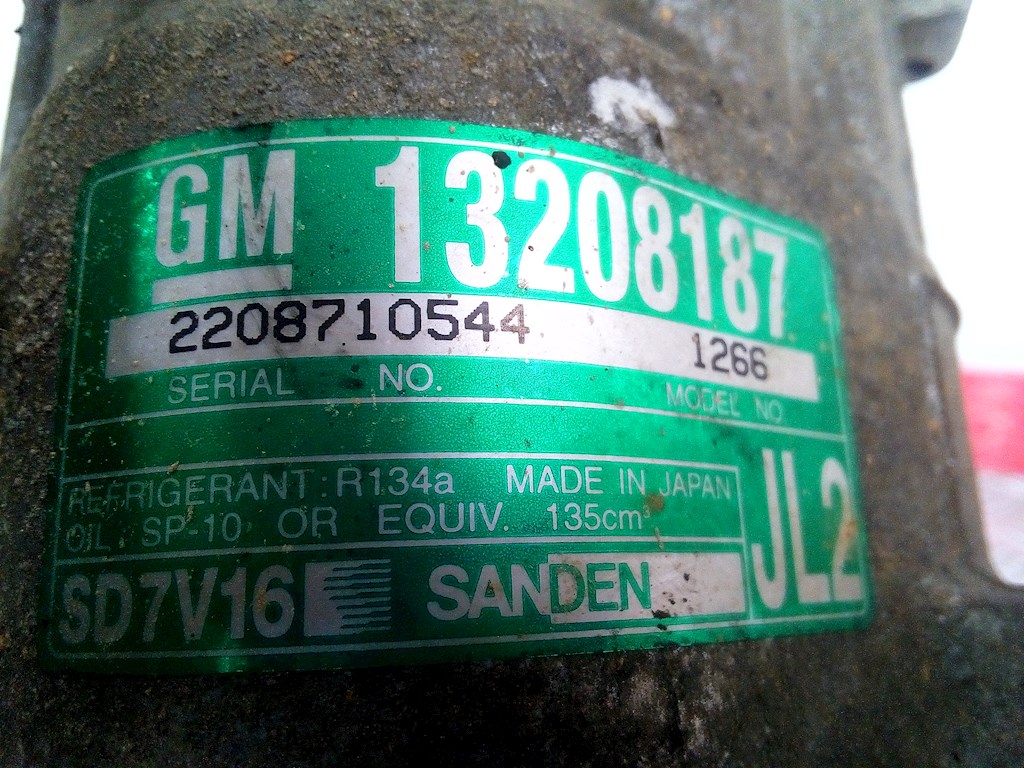 GM 13208187
2208710544 1266
SERIAL NO. MODEL NO.
REFRIGERANT : R134a MADE IN JAPAN
OIL : SP-10 OR EQUIV. 135cm³
JL2
SD7V16 SANDEN